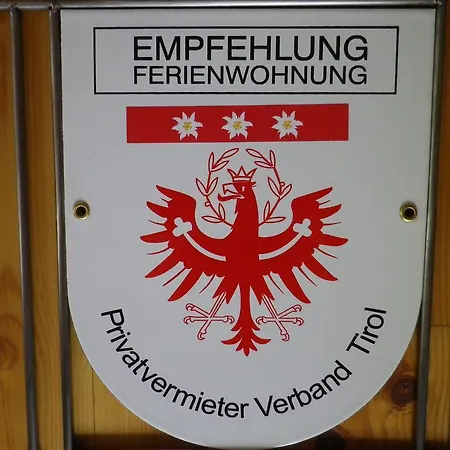 EMPFEHLUNG
FERIENWOHNUNG
Privatvermieter Verband Tirol